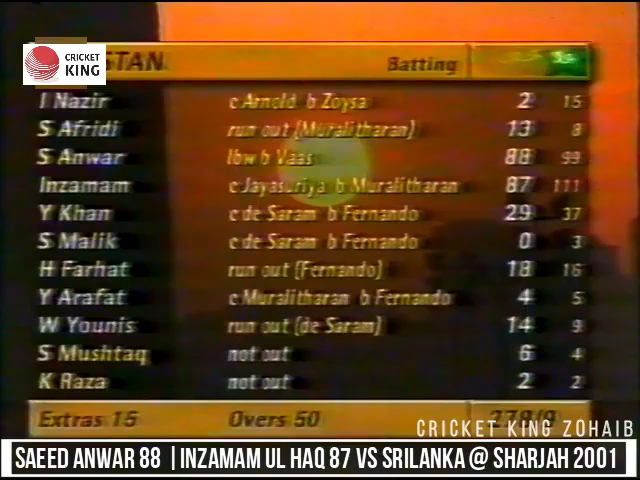 CRICKET
KING
STAN Batting
I Nazir c Arnold b Zoysa 2 15
S Afridi run out (Muralitharan) 13 8
S Anwar lbw b Vaas 88 99
Inzamam c Jayasuriya b Muralitharan 87 111
Y Khan c de Saram b Fernando 29 37
S Malik c de Saram b Fernando 0 3
H Farhat run out (Fernando) 18 16
Y Arafat c Muralitharan b Fernando 4 5
W Younis run out (de Saram) 14 9
S Mushtaq not out 6 4
K Raza not out 2 2
Extras 15 Overs 50 278/9
CRICKET KING ZOHAIB
SAEED ANWAR 88 | INZAMAM UL HAQ 87 VS SRILANKA @ SHARJAH 2001